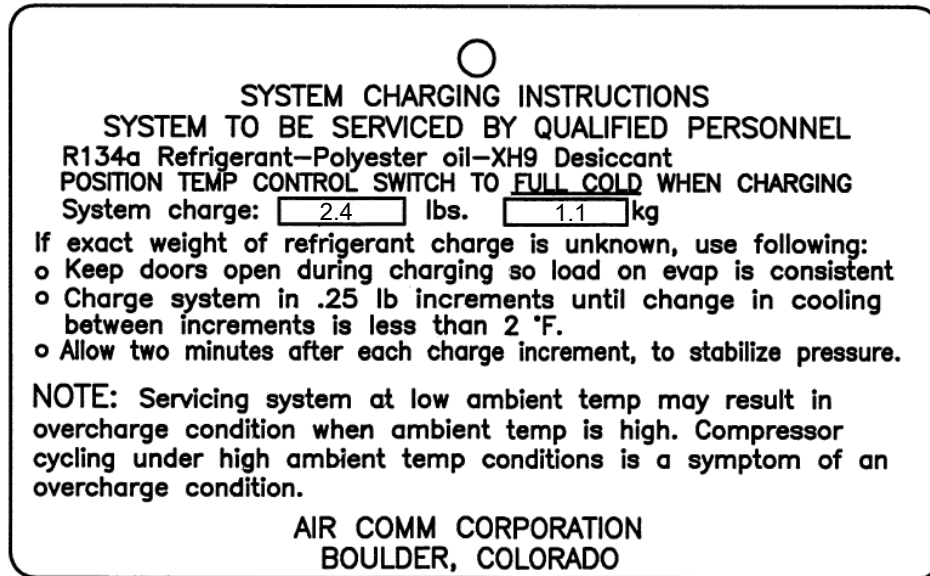 SYSTEM CHARGING INSTRUCTIONS
SYSTEM TO BE SERVICED BY QUALIFIED PERSONNEL
R134a Refrigerant–Polyester oil–XH9 Desiccant
POSITION TEMP CONTROL SWITCH TO FULL COLD WHEN CHARGING
System charge: 2.4 lbs. 1.1 kg
If exact weight of refrigerant charge is unknown, use following:
o Keep doors open during charging so load on evap is consistent
o Charge system in .25 lb increments until change in cooling
between increments is less than 2 °F.
o Allow two minutes after each charge increment, to stabilize pressure.
NOTE: Servicing system at low ambient temp may result in
overcharge condition when ambient temp is high. Compressor
cycling under high ambient temp conditions is a symptom of an
overcharge condition.
AIR COMM CORPORATION
BOULDER, COLORADO